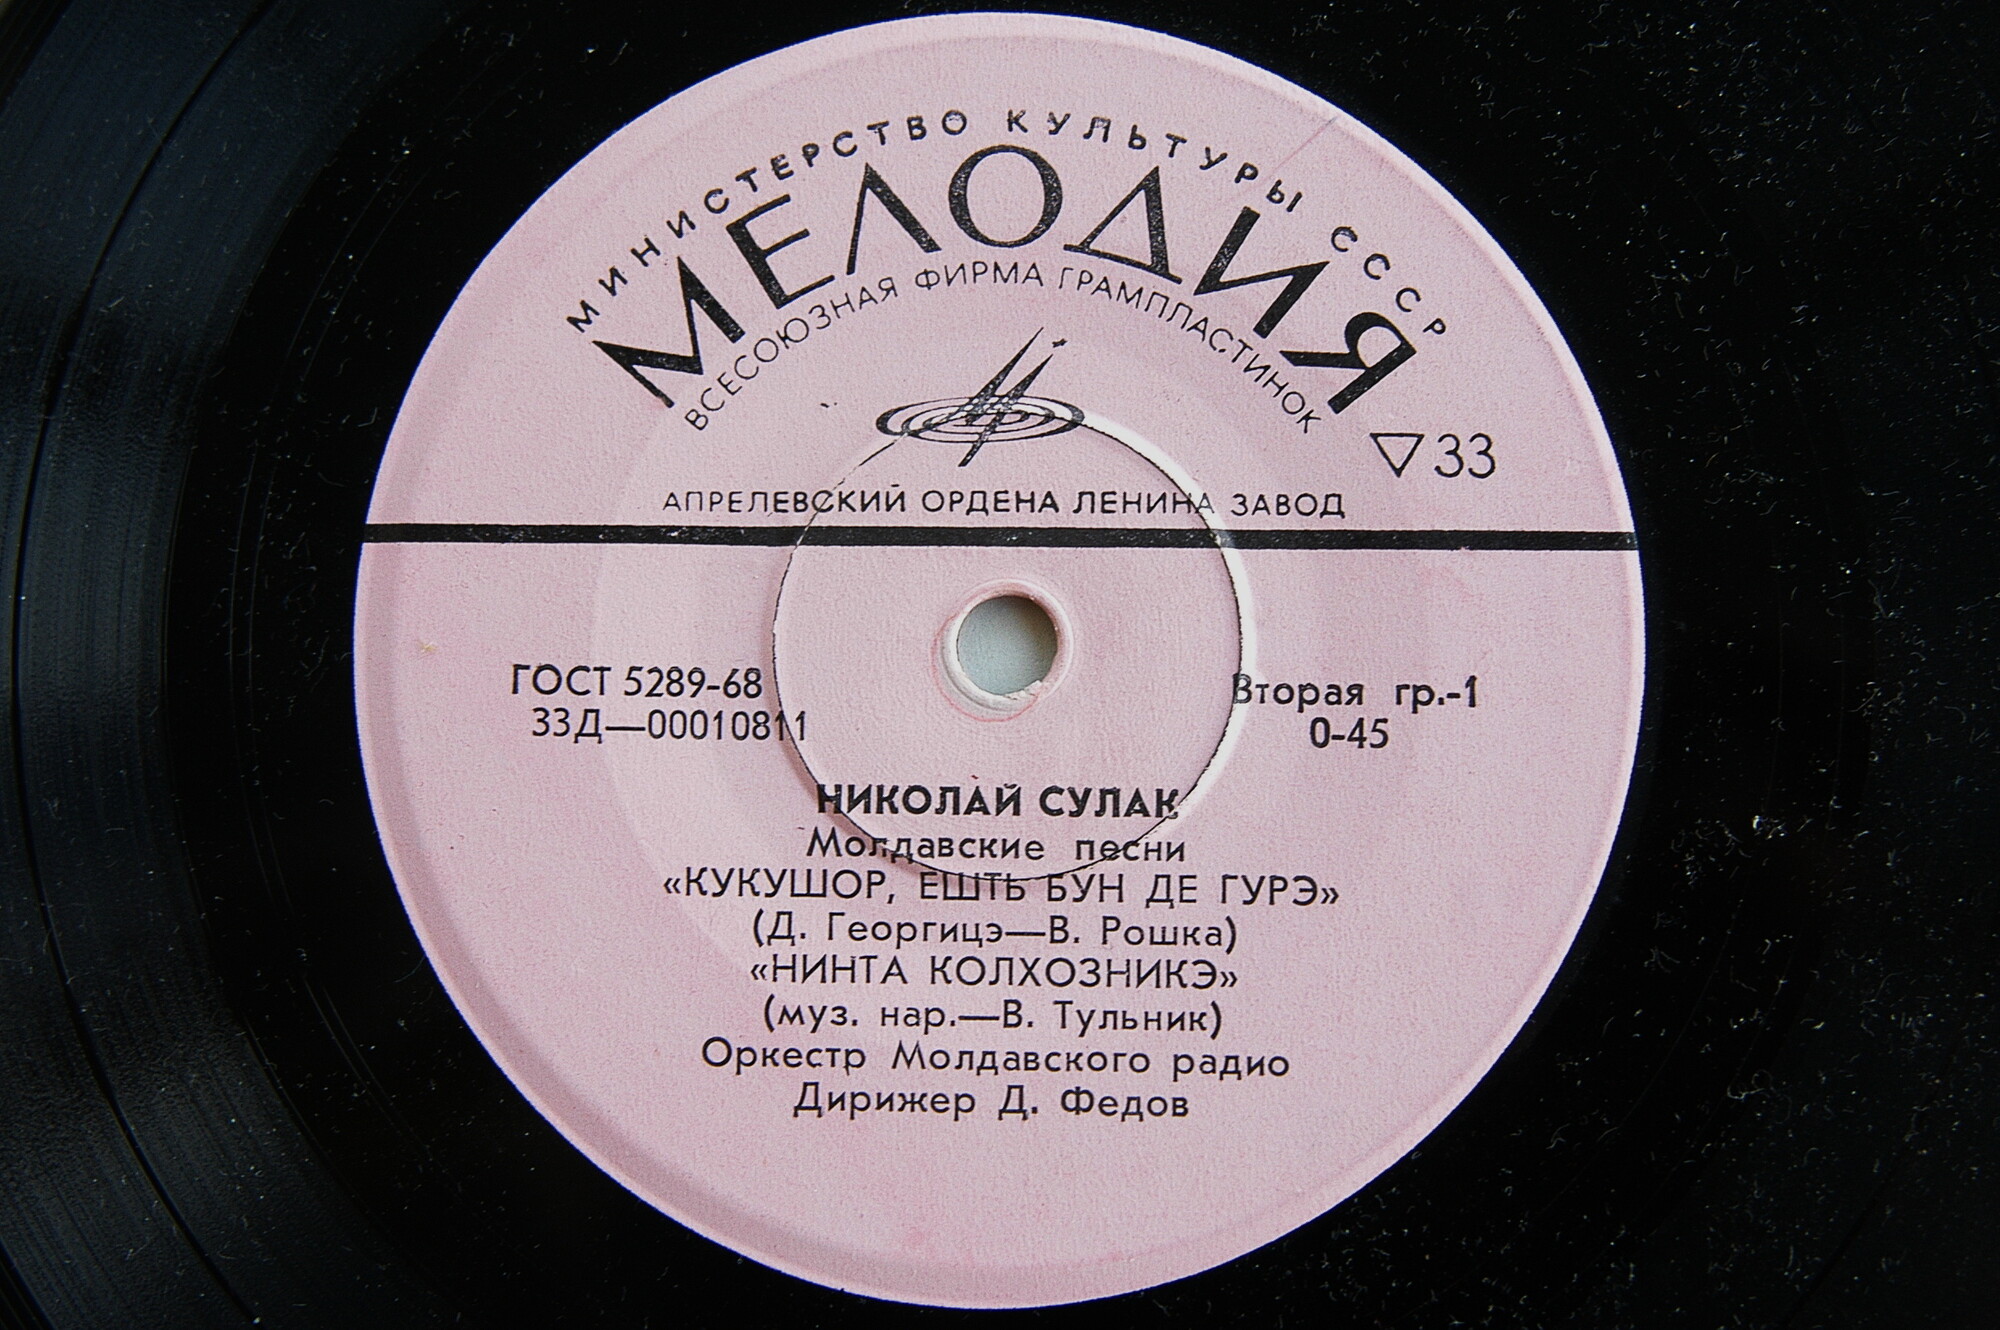 МИНИСТЕРСТВО КУЛЬТУРЫ СССР
МЕЛОДИЯ
ВСЕСОЮЗНАЯ ФИРМА ГРАМПЛАСТИНОК
33
АПРЕЛЕВСКИЙ ОРДЕНА ЛЕНИНА ЗАВОД
ГОСТ 5289-68
Вторая гр.-1
33Д—00010811
0-45
НИКОЛАЙ СУЛАК
Молдавские песни
«КУКУШОР, ЕШТЬ БУН ДЕ ГУРЭ»
(Д. Георгицэ—В. Рошка)
«НИНТА КОЛХОЗНИКЭ»
(муз. нар.—В. Тульник)
Оркестр Молдавского радио
Дирижер Д. Федов